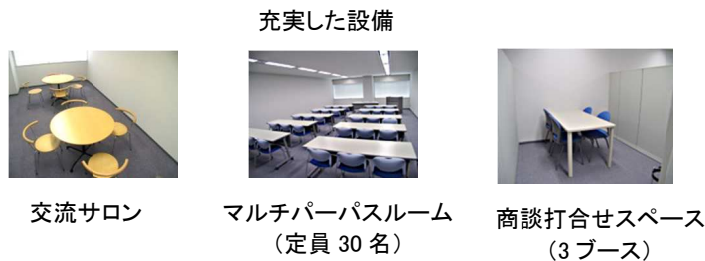 充実した設備
交流サロン
マルチパーパスルーム
（定員 30 名）
商談打合せスペース
（3 ブース）